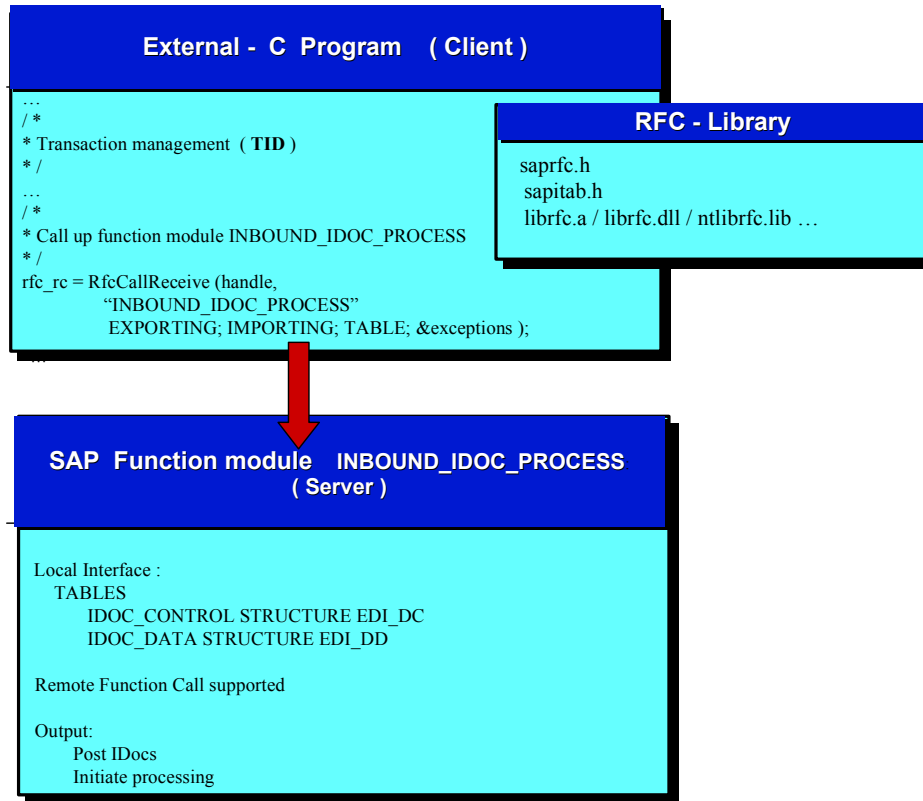 External - C Program ( Client )
…
/ *
* Transaction management ( TID )
* /
…
/ *
* Call up function module INBOUND_IDOC_PROCESS
* /
rfc_rc = RfcCallReceive (handle,
“INBOUND_IDOC_PROCESS”
EXPORTING; IMPORTING; TABLE; &exceptions );
…
RFC - Library
saprfc.h
sapitab.h
librfc.a / librfc.dll / ntlibrfc.lib …
SAP Function module INBOUND_IDOC_PROCESS
( Server )
Local Interface :
TABLES
IDOC_CONTROL STRUCTURE EDI_DC
IDOC_DATA STRUCTURE EDI_DD
Remote Function Call supported
Output:
Post IDocs
Initiate processing